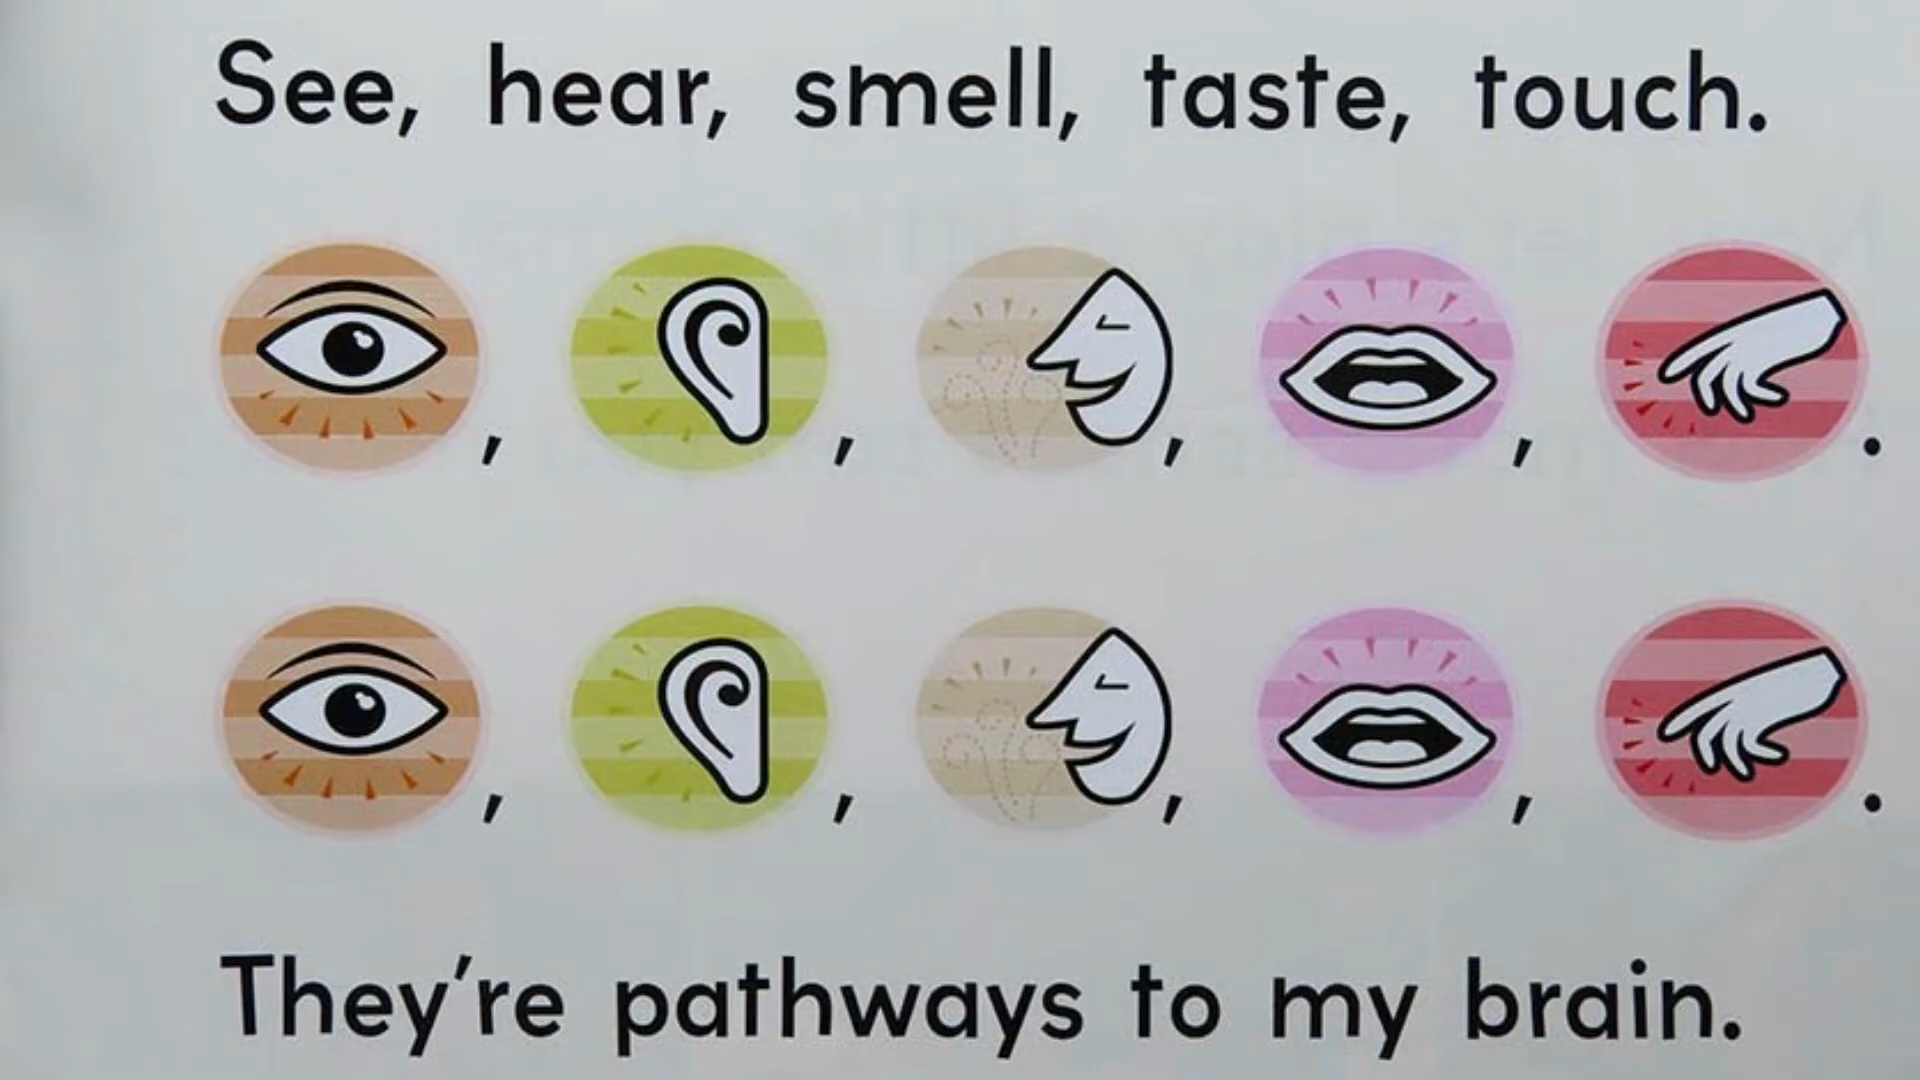 See, hear, smell, taste, touch.
They're pathways to my brain.